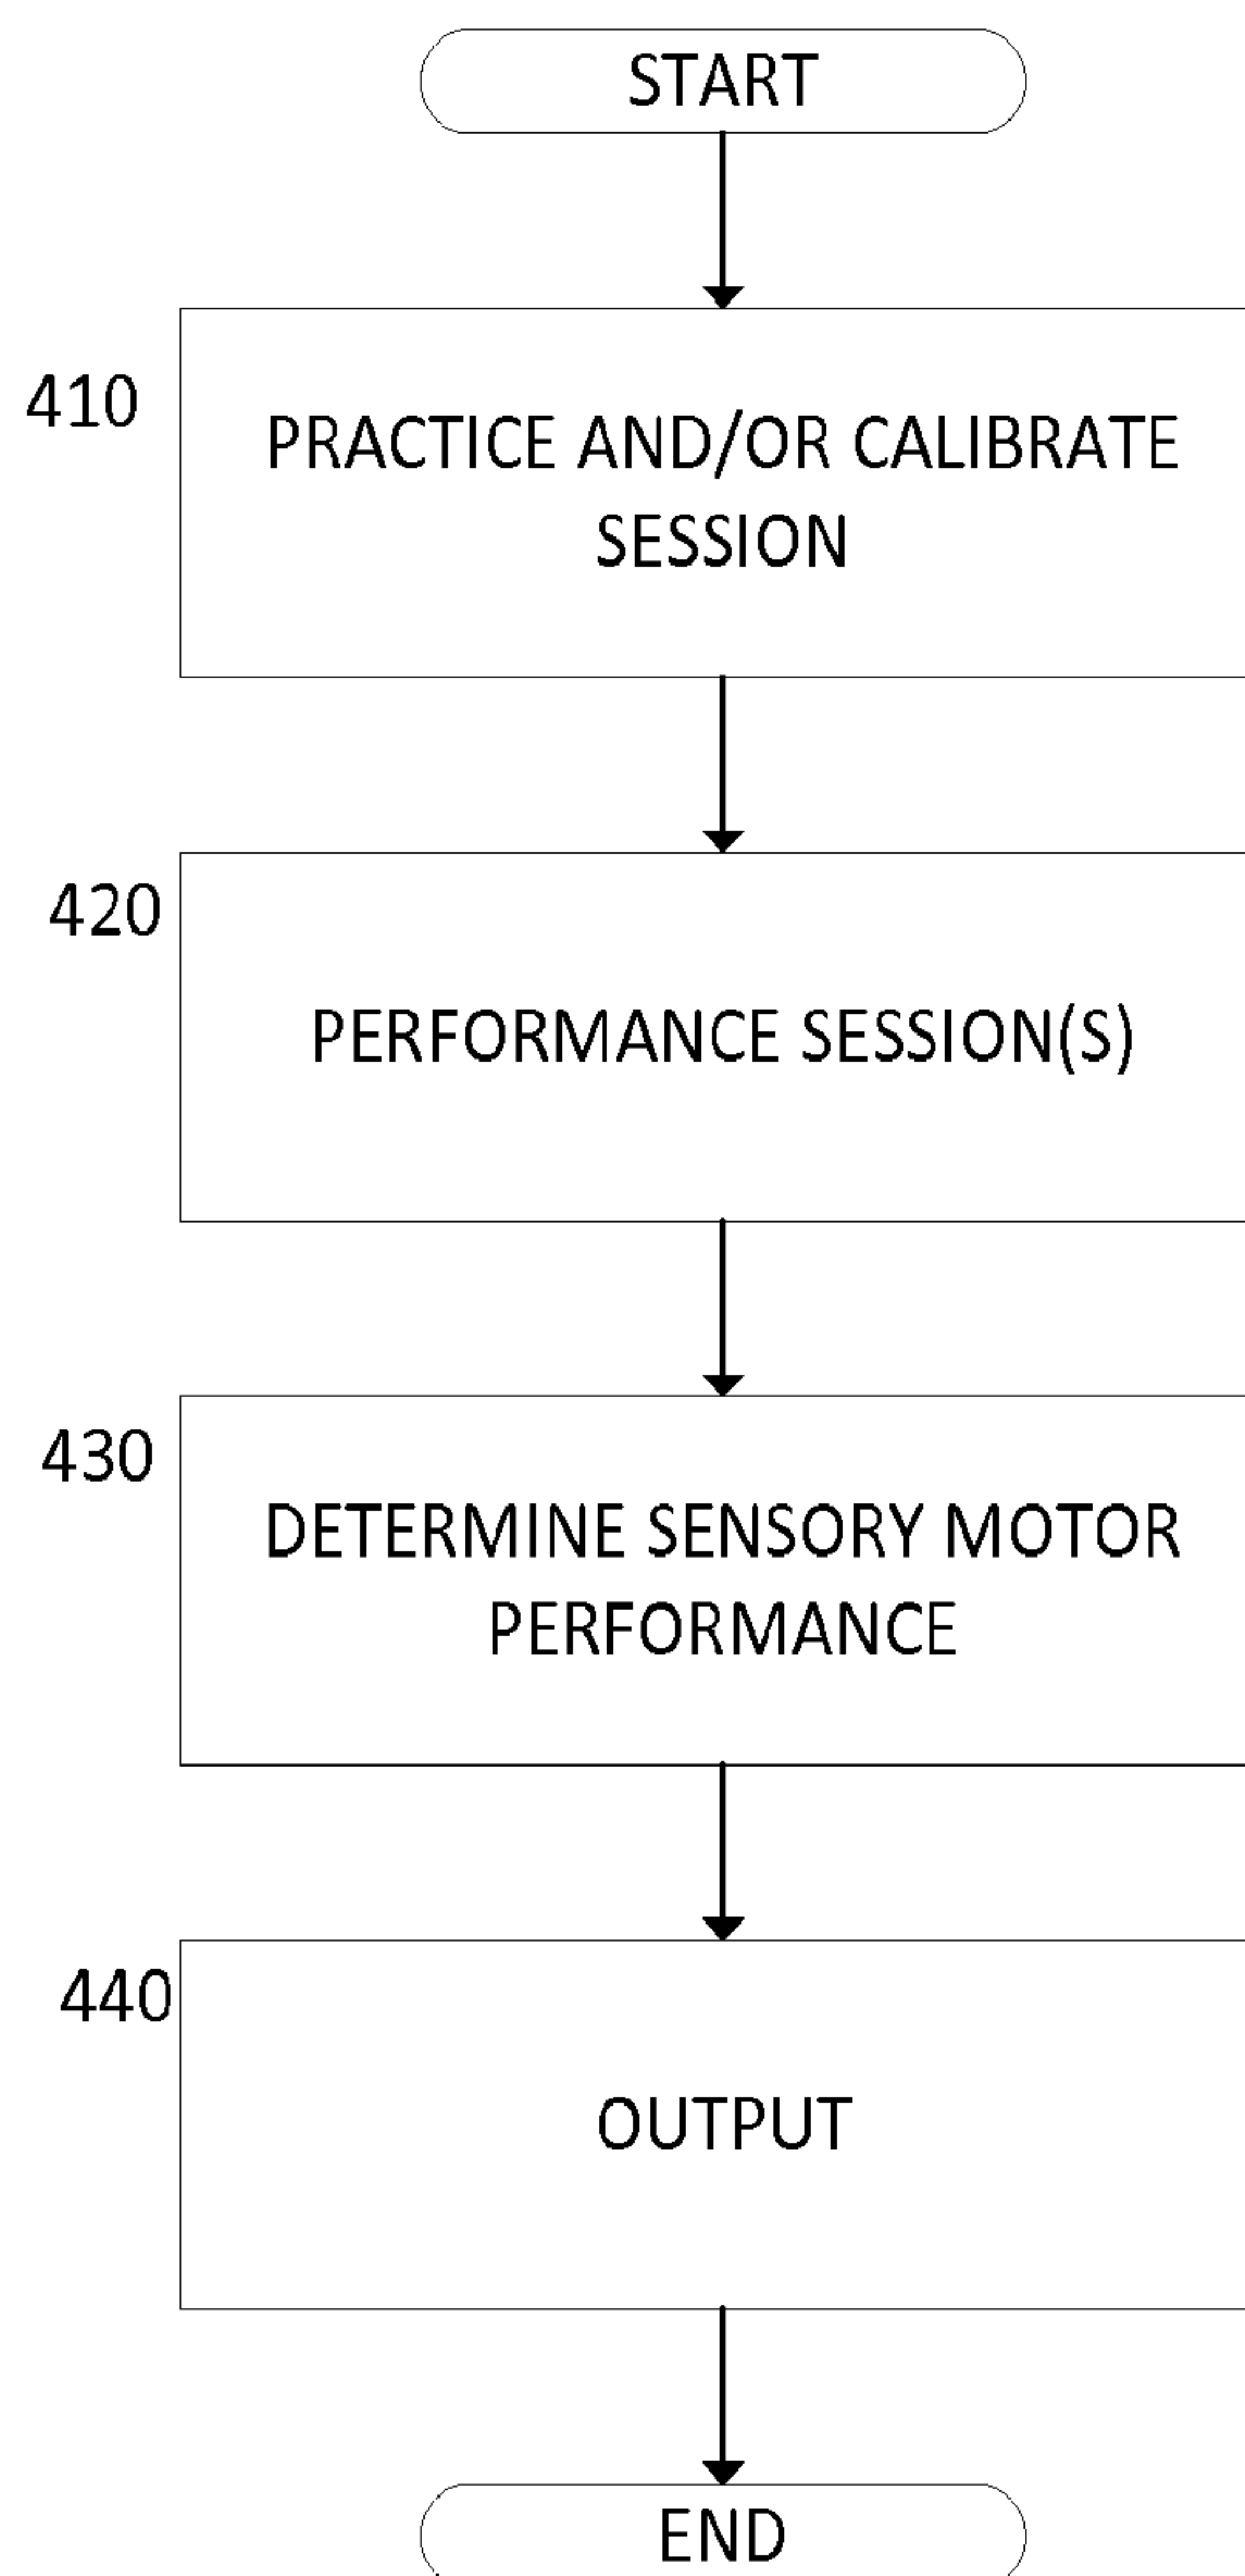 START
410
PRACTICE AND/OR CALIBRATE
SESSION
420
PERFORMANCE SESSION(S)
430
DETERMINE SENSORY MOTOR
PERFORMANCE
440
OUTPUT
END